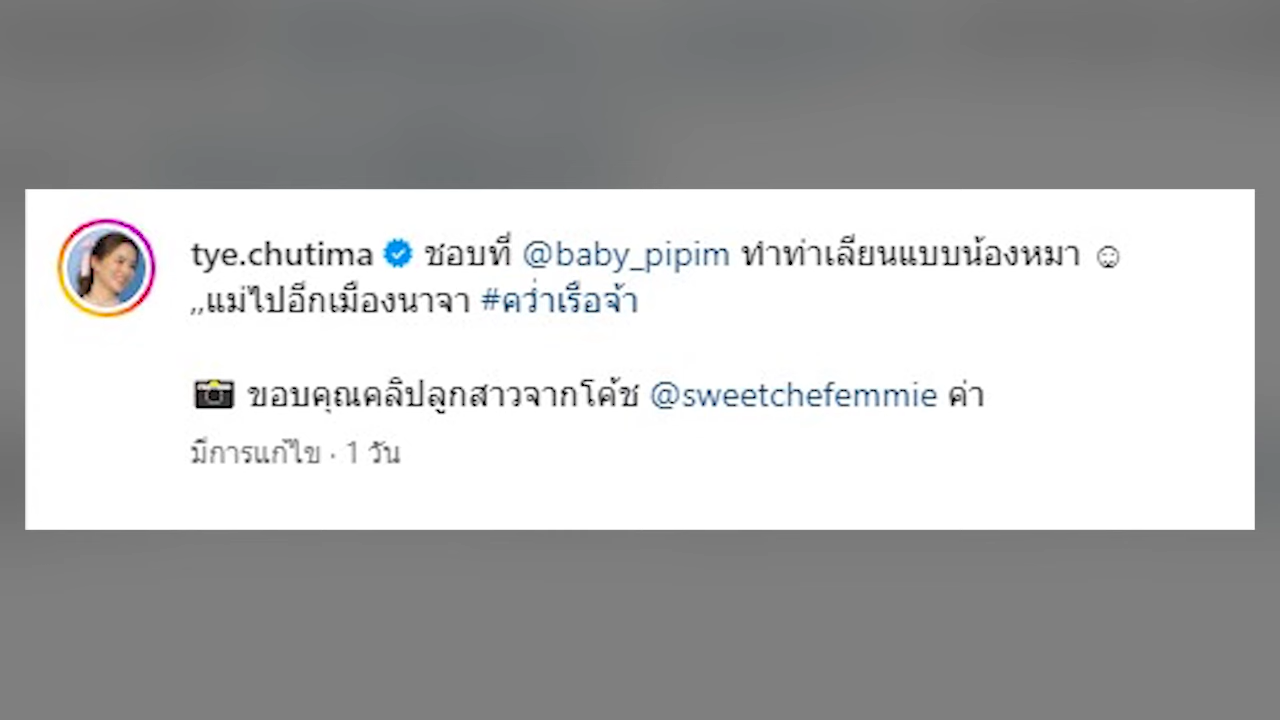 tye.chutima ชอบที่ @baby_pipim ทำท่าเลียนแบบน้องหมา ☺
,,แม่ไปอีกเมืองนาจา #คว่ำเรือจ้า
📸 ขอบคุณคลิปลูกสาวจากโค้ช @sweetchefemmie ค่า
มีการแก้ไข · 1 วัน